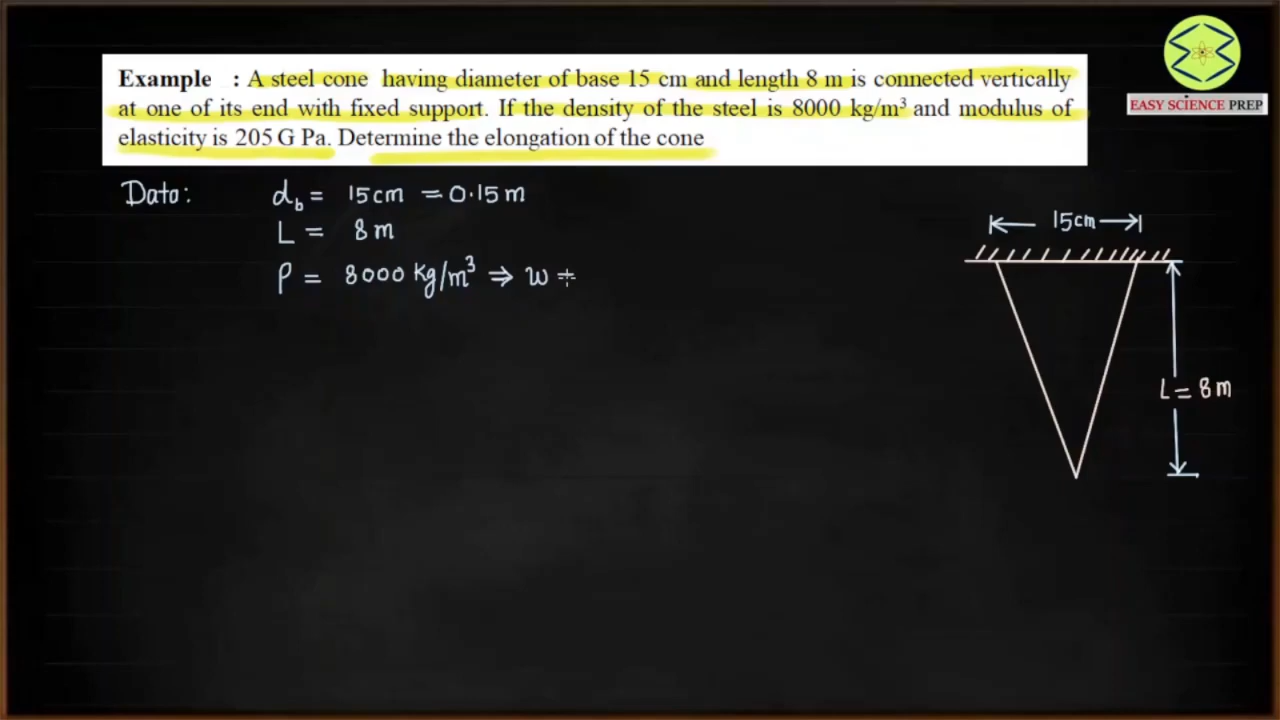 Example : A steel cone having diameter of base 15 cm and length 8 m is connected vertically
at one of its end with fixed support. If the density of the steel is 8000 kg/m³ and modulus of
elasticity is 205 G Pa. Determine the elongation of the cone
EASY SCIENCE PREP
Data: d_b = 15cm = 0.15m
L = 8m
ρ = 8000 kg/m³ ⇒ w =
15cm
L = 8m